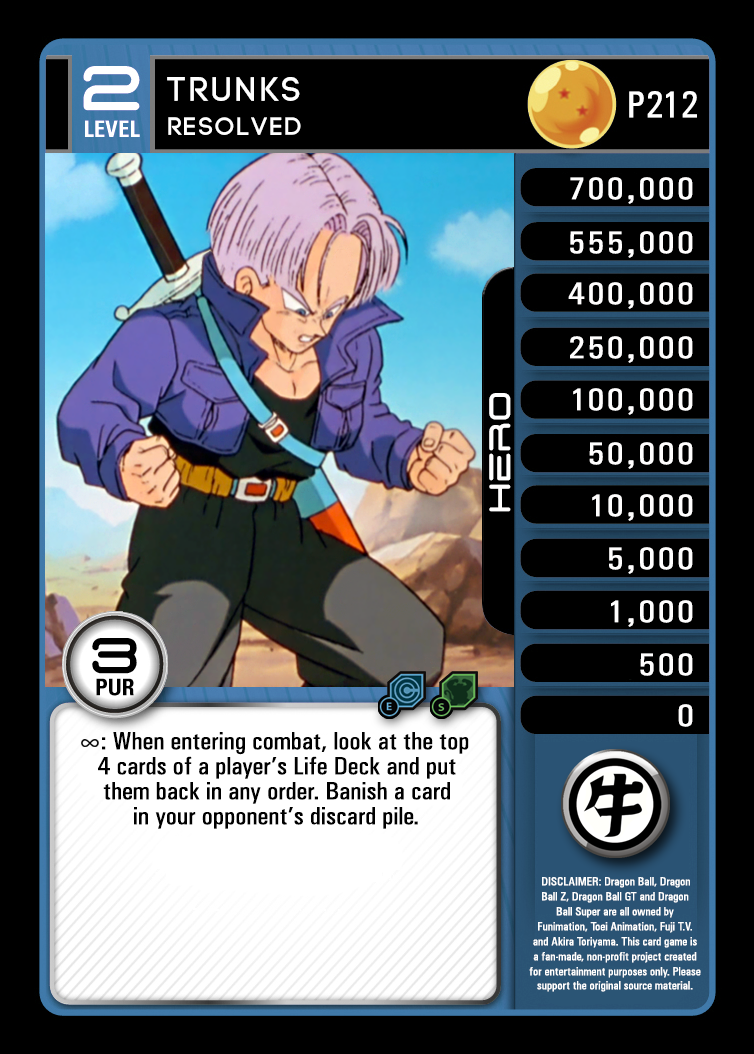 2
LEVEL
TRUNKS
RESOLVED
P212
700,000
555,000
400,000
250,000
100,000
50,000
10,000
5,000
1,000
500
0
HERO
3
PUR
E
S
∞: When entering combat, look at the top
4 cards of a player's Life Deck and put
them back in any order. Banish a card
in your opponent's discard pile.
牛
DISCLAIMER: Dragon Ball, Dragon
Ball Z, Dragon Ball GT and Dragon
Ball Super are all owned by
Funimation, Toei Animation, Fuji T.V.
and Akira Toriyama. This card game is
a fan-made, non-profit project created
for entertainment purposes only. Please
support the original source material.